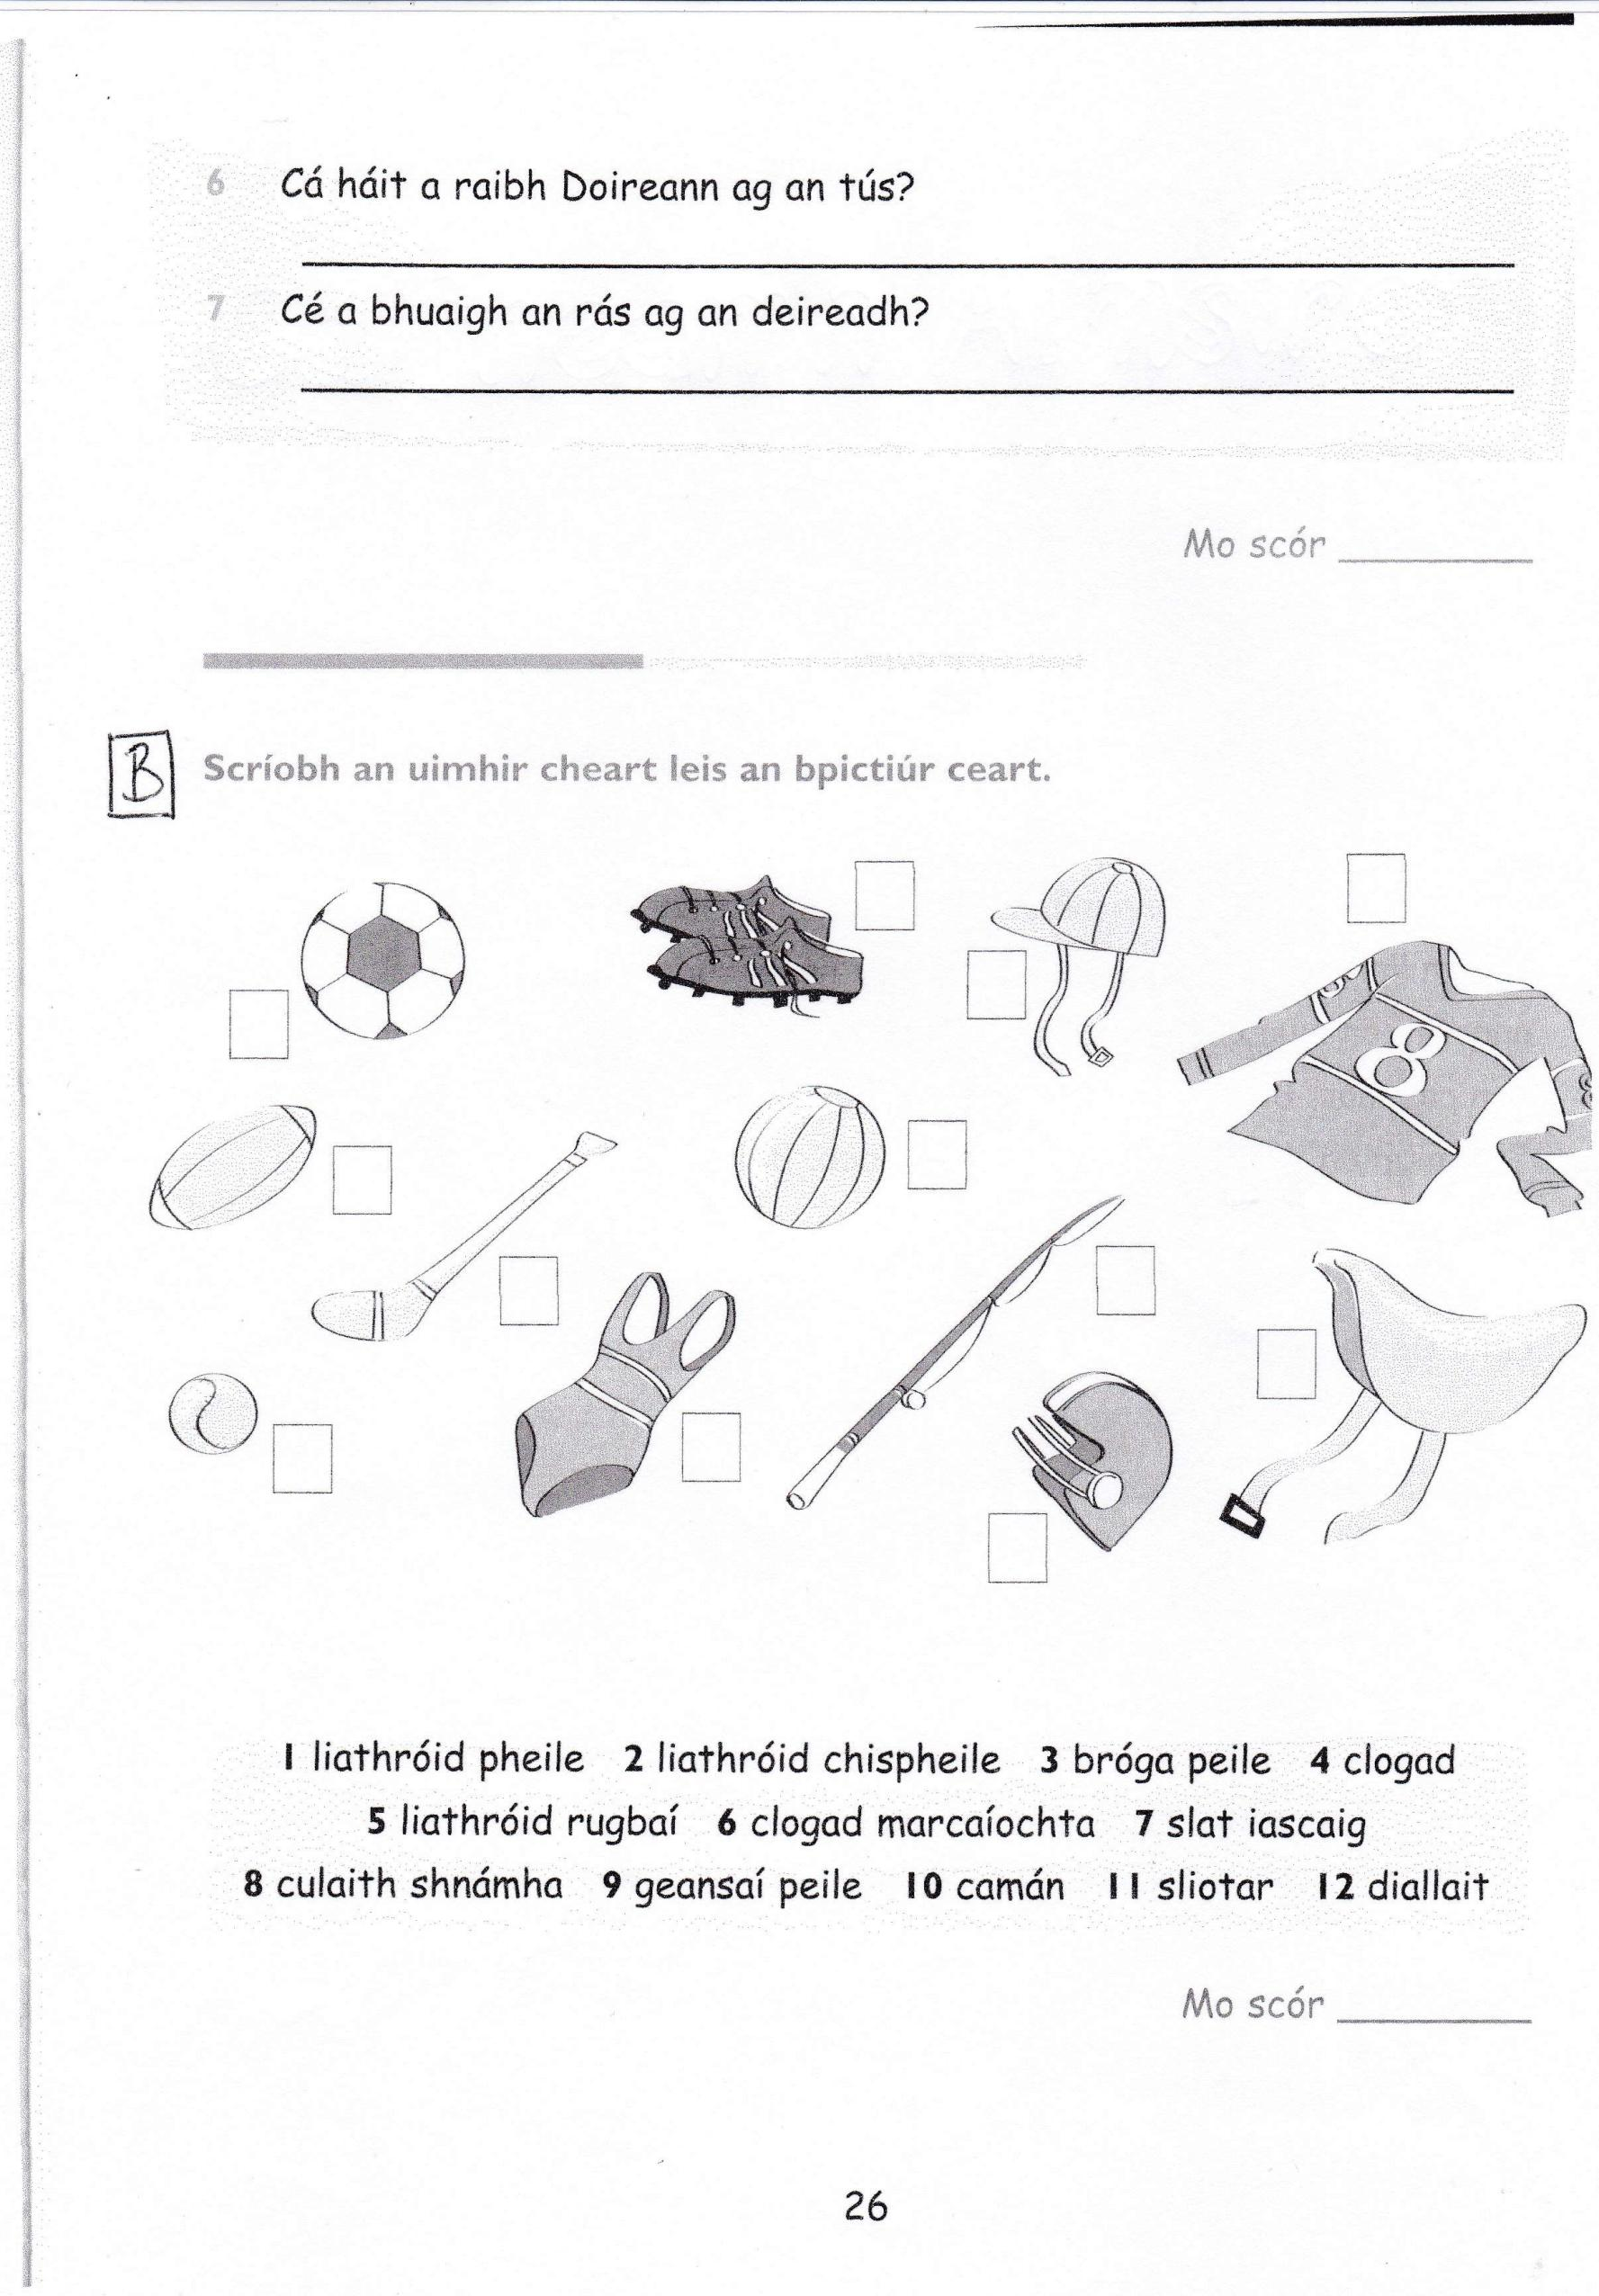 6 Cá háit a raibh Doireann ag an tús?
7 Cé a bhuaigh an rás ag an deireadh?
Mo scór
B Scríobh an uimhir cheart leis an bpictiúr ceart.
8
1 liathróid pheile 2 liathróid chispheile 3 bróga peile 4 clogad
5 liathróid rugbaí 6 clogad marcaíochta 7 slat iascaig
8 culaith shnámha 9 geansaí peile 10 camán 11 sliotar 12 diallait
Mo scór
26